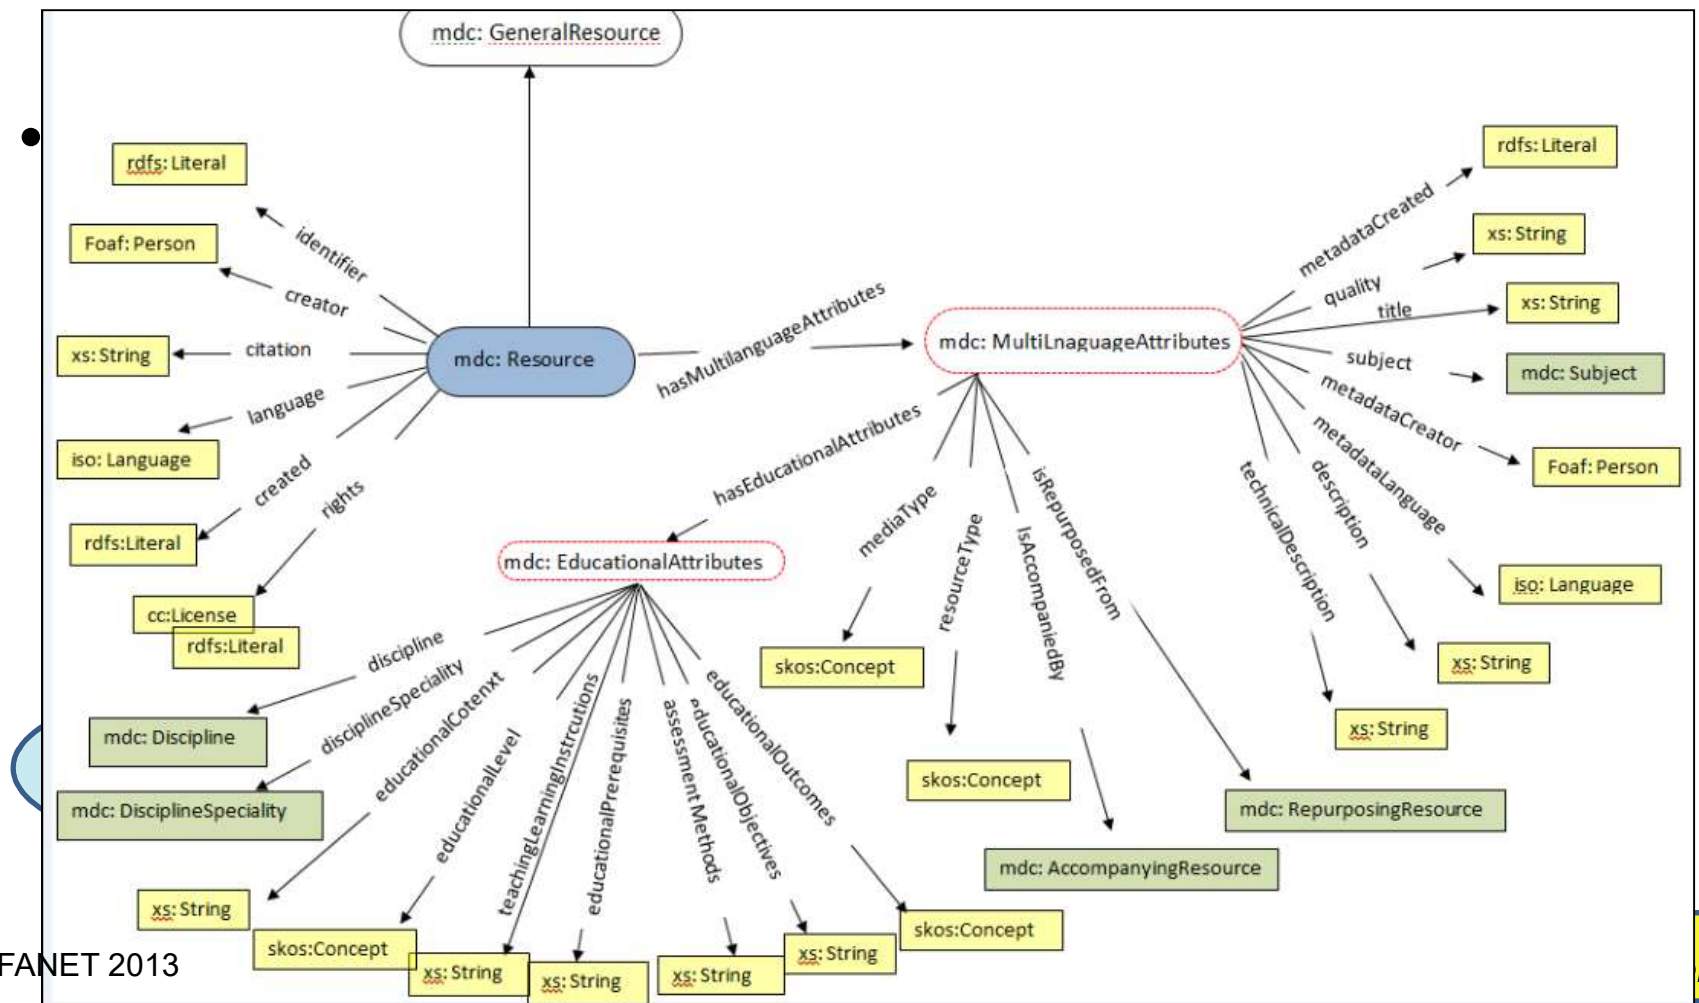 mdc: GeneralResource
rdfs: Literal
Foaf: Person
xs: String
iso: Language
rdfs:Literal
cc:License
rdfs:Literal
identifier
creator
citation
language
created
rights
mdc: Resource
hasMultilanguageAttributes
mdc: MultiLnaguageAttributes
metadataCreated
quality
title
subject
metadataCreator
metadataLanguage
description
technicalDescription
rdfs: Literal
xs: String
xs: String
mdc: Subject
Foaf: Person
iso: Language
xs: String
xs: String
hasEducationalAttributes
mediaType
resourceType
IsAccompaniedBy
isRepurposedFrom
skos:Concept
skos:Concept
mdc: AccompanyingResource
mdc: RepurposingResource
mdc: EducationalAttributes
discipline
disciplineSpeciality
educationalCotenxt
educationalLevel
teachingLearningInstrcutions
educationalPrerequisites
assessment Methods
educationalObjectives
educationalOutcomes
mdc: Discipline
mdc: DisciplineSpeciality
xs: String
skos:Concept
xs: String
xs: String
xs: String
xs: String
skos:Concept
FANET 2013